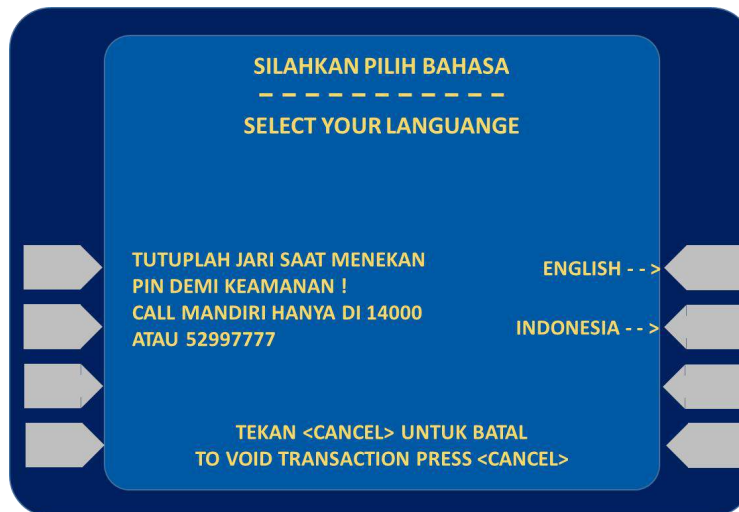 SILAHKAN PILIH BAHASA
- - - - - - - - - - -
SELECT YOUR LANGUANGE
TUTUPLAH JARI SAAT MENEKAN
PIN DEMI KEAMANAN !
CALL MANDIRI HANYA DI 14000
ATAU 52997777
ENGLISH - - >
INDONESIA - - >
TEKAN <CANCEL> UNTUK BATAL
TO VOID TRANSACTION PRESS <CANCEL>